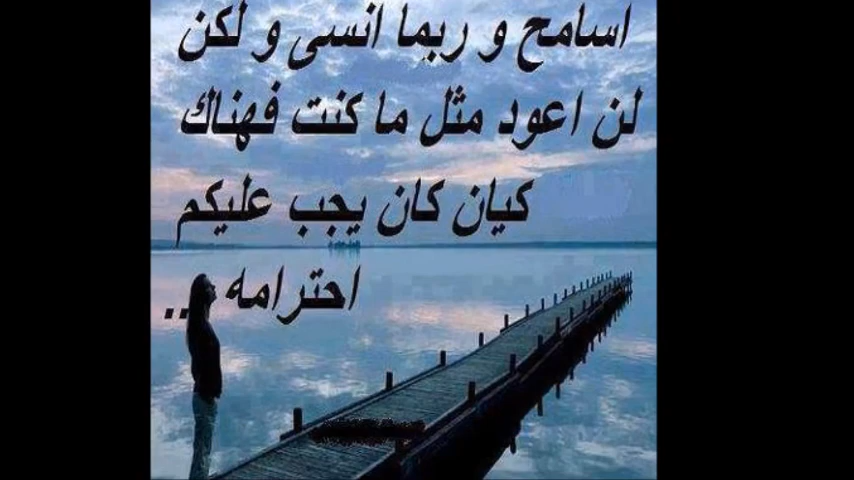 اسامح و ربما انسى و لكن
لن اعود مثل ما كنت فهناك
كيان كان يجب عليكم
احترامه ..